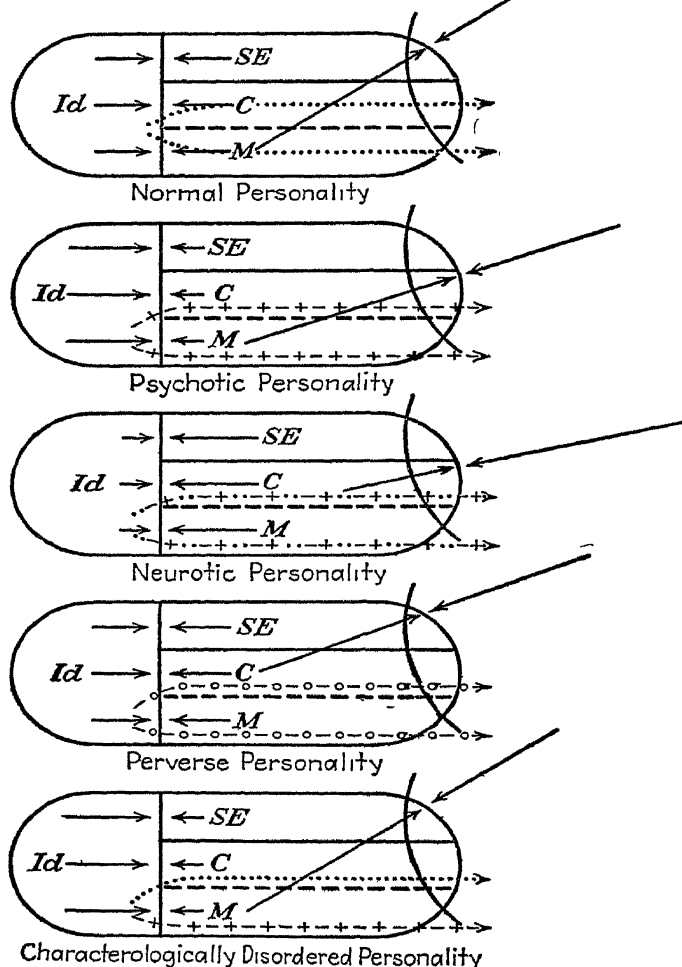 SE
Id
C
M
Normal Personality
SE
Id
C
M
Psychotic Personality
SE
Id
C
M
Neurotic Personality
SE
Id
C
M
Perverse Personality
SE
Id
C
M
Characterologically Disordered Personality